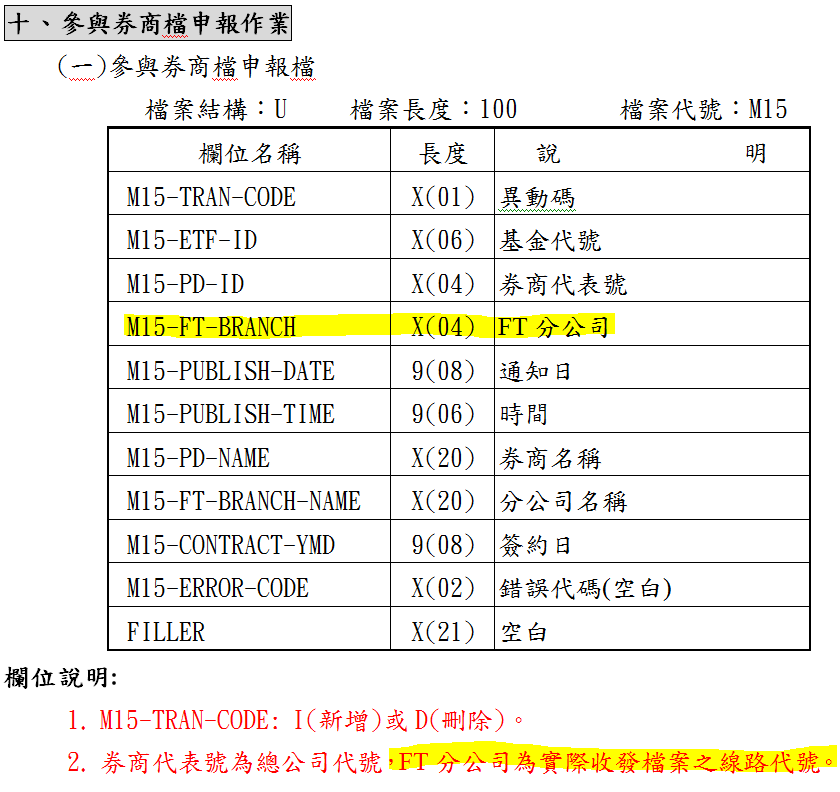 十、參與券商檔申報作業
(一)參與券商檔申報檔
檔案結構：U 檔案長度：100 檔案代號：M15
欄位名稱 長度 說 明
M15-TRAN-CODE X(01) 異動碼
M15-ETF-ID X(06) 基金代號
M15-PD-ID X(04) 券商代表號
M15-FT-BRANCH X(04) FT 分公司
M15-PUBLISH-DATE 9(08) 通知日
M15-PUBLISH-TIME 9(06) 時間
M15-PD-NAME X(20) 券商名稱
M15-FT-BRANCH-NAME X(20) 分公司名稱
M15-CONTRACT-YMD 9(08) 簽約日
M15-ERROR-CODE X(02) 錯誤代碼(空白)
FILLER X(21) 空白
欄位說明:
1. M15-TRAN-CODE: I(新增)或 D(刪除)。
2. 券商代表號為總公司代號，FT 分公司為實際收發檔案之線路代號。